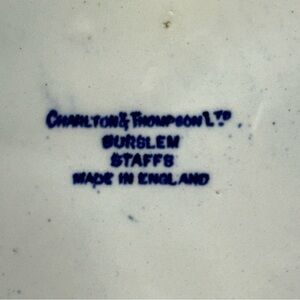 CHARLTON & THOMPSON LTD
BURSLEM
STAFFS
MADE IN ENGLAND